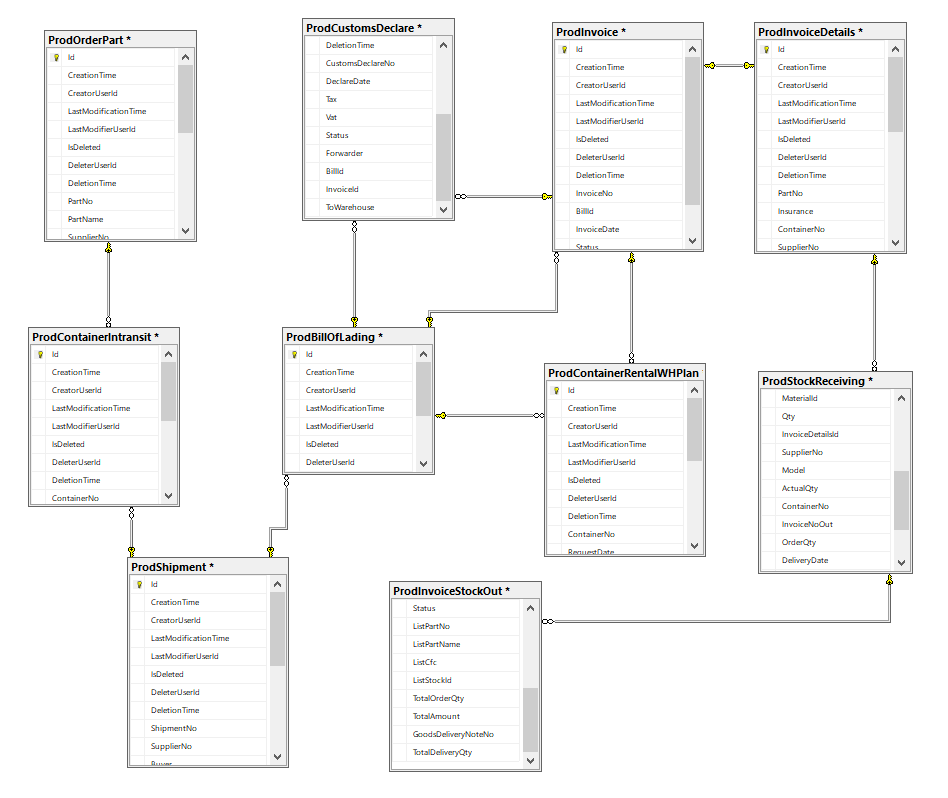 ProdOrderPart *
Id
CreationTime
CreatorUserId
LastModificationTime
LastModifierUserId
IsDeleted
DeleterUserId
DeletionTime
PartNo
PartName
SupplierNo
ProdCustomsDeclare *
DeletionTime
CustomsDeclareNo
DeclareDate
Tax
Vat
Status
Forwarder
BillId
InvoiceId
ToWarehouse
ProdInvoice *
Id
CreationTime
CreatorUserId
LastModificationTime
LastModifierUserId
IsDeleted
DeleterUserId
DeletionTime
InvoiceNo
BillId
InvoiceDate
Status
ProdInvoiceDetails *
Id
CreationTime
CreatorUserId
LastModificationTime
LastModifierUserId
IsDeleted
DeleterUserId
DeletionTime
PartNo
Insurance
ContainerNo
SupplierNo
ProdContainerIntransit *
Id
CreationTime
CreatorUserId
LastModificationTime
LastModifierUserId
IsDeleted
DeleterUserId
DeletionTime
ContainerNo
ProdBillOfLading *
Id
CreationTime
CreatorUserId
LastModificationTime
LastModifierUserId
IsDeleted
DeleterUserId
ProdContainerRentalWHPlan
Id
CreationTime
CreatorUserId
LastModificationTime
LastModifierUserId
IsDeleted
DeleterUserId
DeletionTime
ContainerNo
RequestDate
ProdStockReceiving *
MaterialId
Qty
InvoiceDetailsId
SupplierNo
Model
ActualQty
ContainerNo
InvoiceNoOut
OrderQty
DeliveryDate
ProdShipment *
Id
CreationTime
CreatorUserId
LastModificationTime
LastModifierUserId
IsDeleted
DeleterUserId
DeletionTime
ShipmentNo
SupplierNo
Buyer
ProdInvoiceStockOut *
Status
ListPartNo
ListPartName
ListCfc
ListStockId
TotalOrderQty
TotalAmount
GoodsDeliveryNoteNo
TotalDeliveryQty